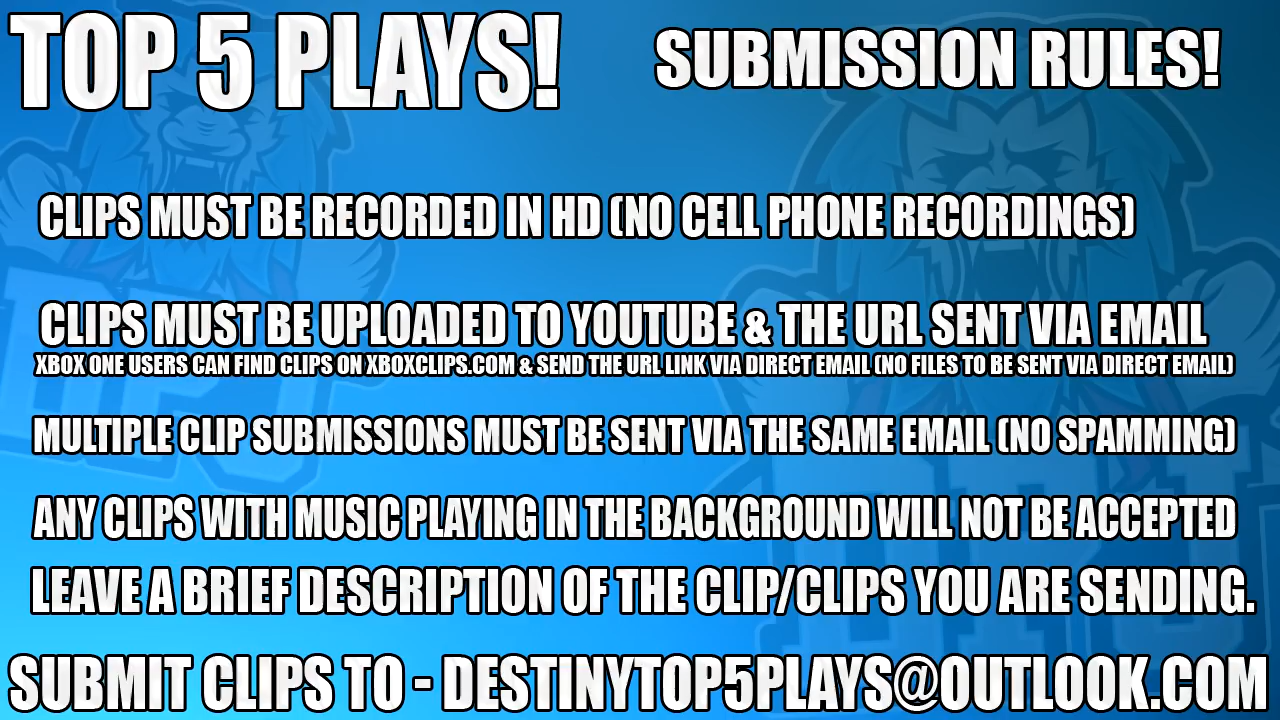 TOP 5 PLAYS!
SUBMISSION RULES!
CLIPS MUST BE RECORDED IN HD (NO CELL PHONE RECORDINGS)
CLIPS MUST BE UPLOADED TO YOUTUBE & THE URL SENT VIA EMAIL
XBOX ONE USERS CAN FIND CLIPS ON XBOXCLIPS.COM & SEND THE URL LINK VIA DIRECT EMAIL (NO FILES TO BE SENT VIA DIRECT EMAIL)
MULTIPLE CLIP SUBMISSIONS MUST BE SENT VIA THE SAME EMAIL (NO SPAMMING)
ANY CLIPS WITH MUSIC PLAYING IN THE BACKGROUND WILL NOT BE ACCEPTED
LEAVE A BRIEF DESCRIPTION OF THE CLIP/CLIPS YOU ARE SENDING.
SUBMIT CLIPS TO - DESTINYTOP5PLAYS@OUTLOOK.COM